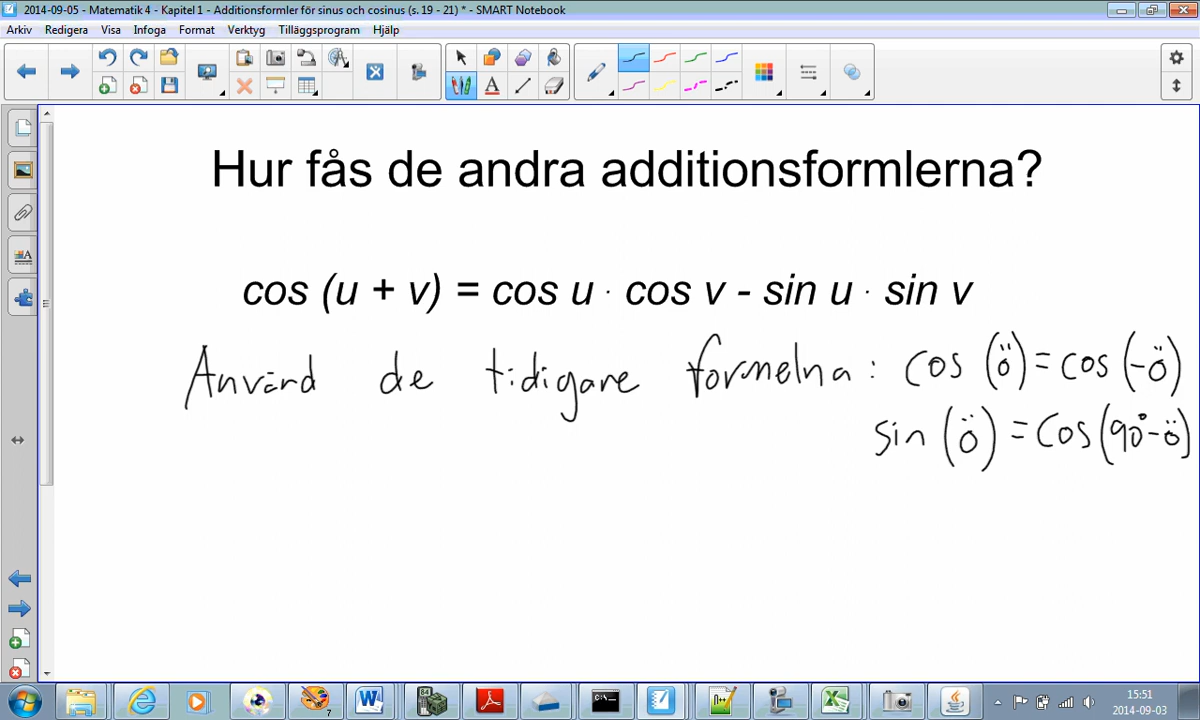 2014-09-05 - Matematik 4 - Kapitel 1 - Additionsformler för sinus och cosinus (s. 19 - 21) * - SMART Notebook
Arkiv Redigera Visa Infoga Format Verktyg Tilläggsprogram Hjälp
Hur fås de andra additionsformlerna?
cos (u + v) = cos u · cos v - sin u · sin v
Använd de tidigare formelna: cos (ö) = cos (-ö)
sin (ö) = cos (90°-ö)
15:51
2014-09-03